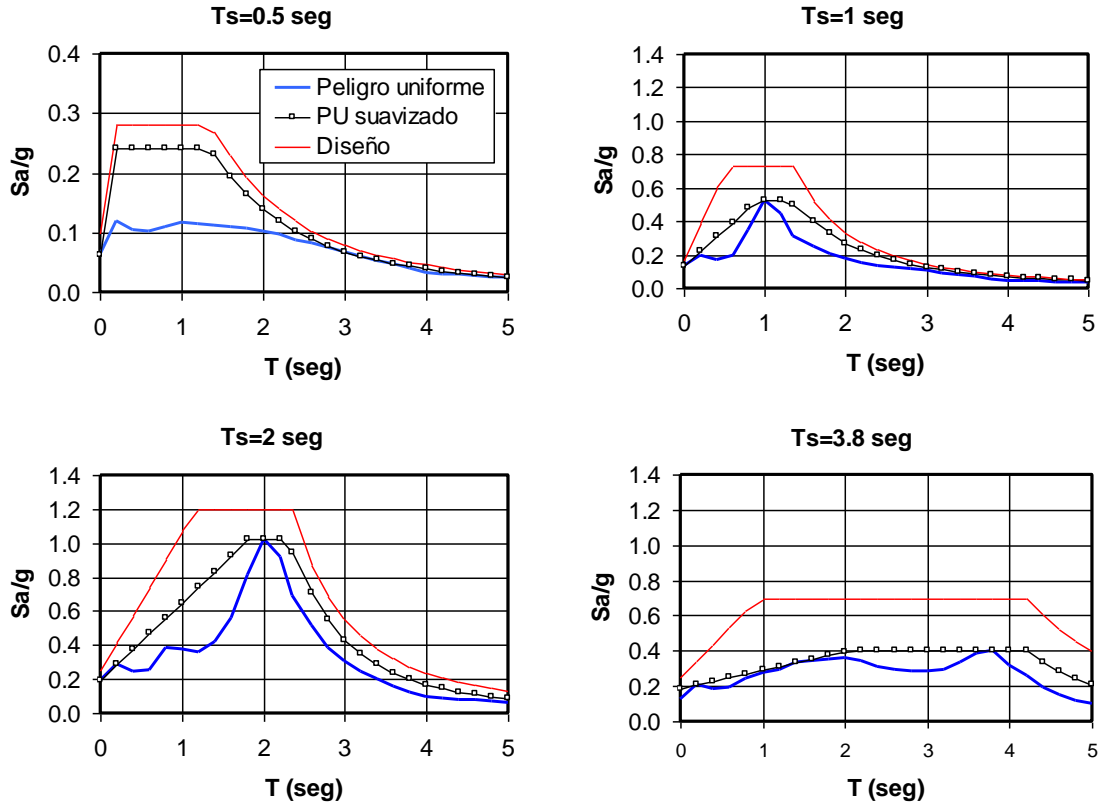 Ts=0.5 seg
0.4
0.3
0.2
0.1
0.0
Sa/g
Peligro uniforme
PU suavizado
Diseño
0 1 2 3 4 5
T (seg)
Ts=1 seg
1.4
1.2
1.0
0.8
0.6
0.4
0.2
0.0
Sa/g
0 1 2 3 4 5
T (seg)
Ts=2 seg
1.4
1.2
1.0
0.8
0.6
0.4
0.2
0.0
Sa/g
0 1 2 3 4 5
T (seg)
Ts=3.8 seg
1.4
1.2
1.0
0.8
0.6
0.4
0.2
0.0
Sa/g
0 1 2 3 4 5
T (seg)